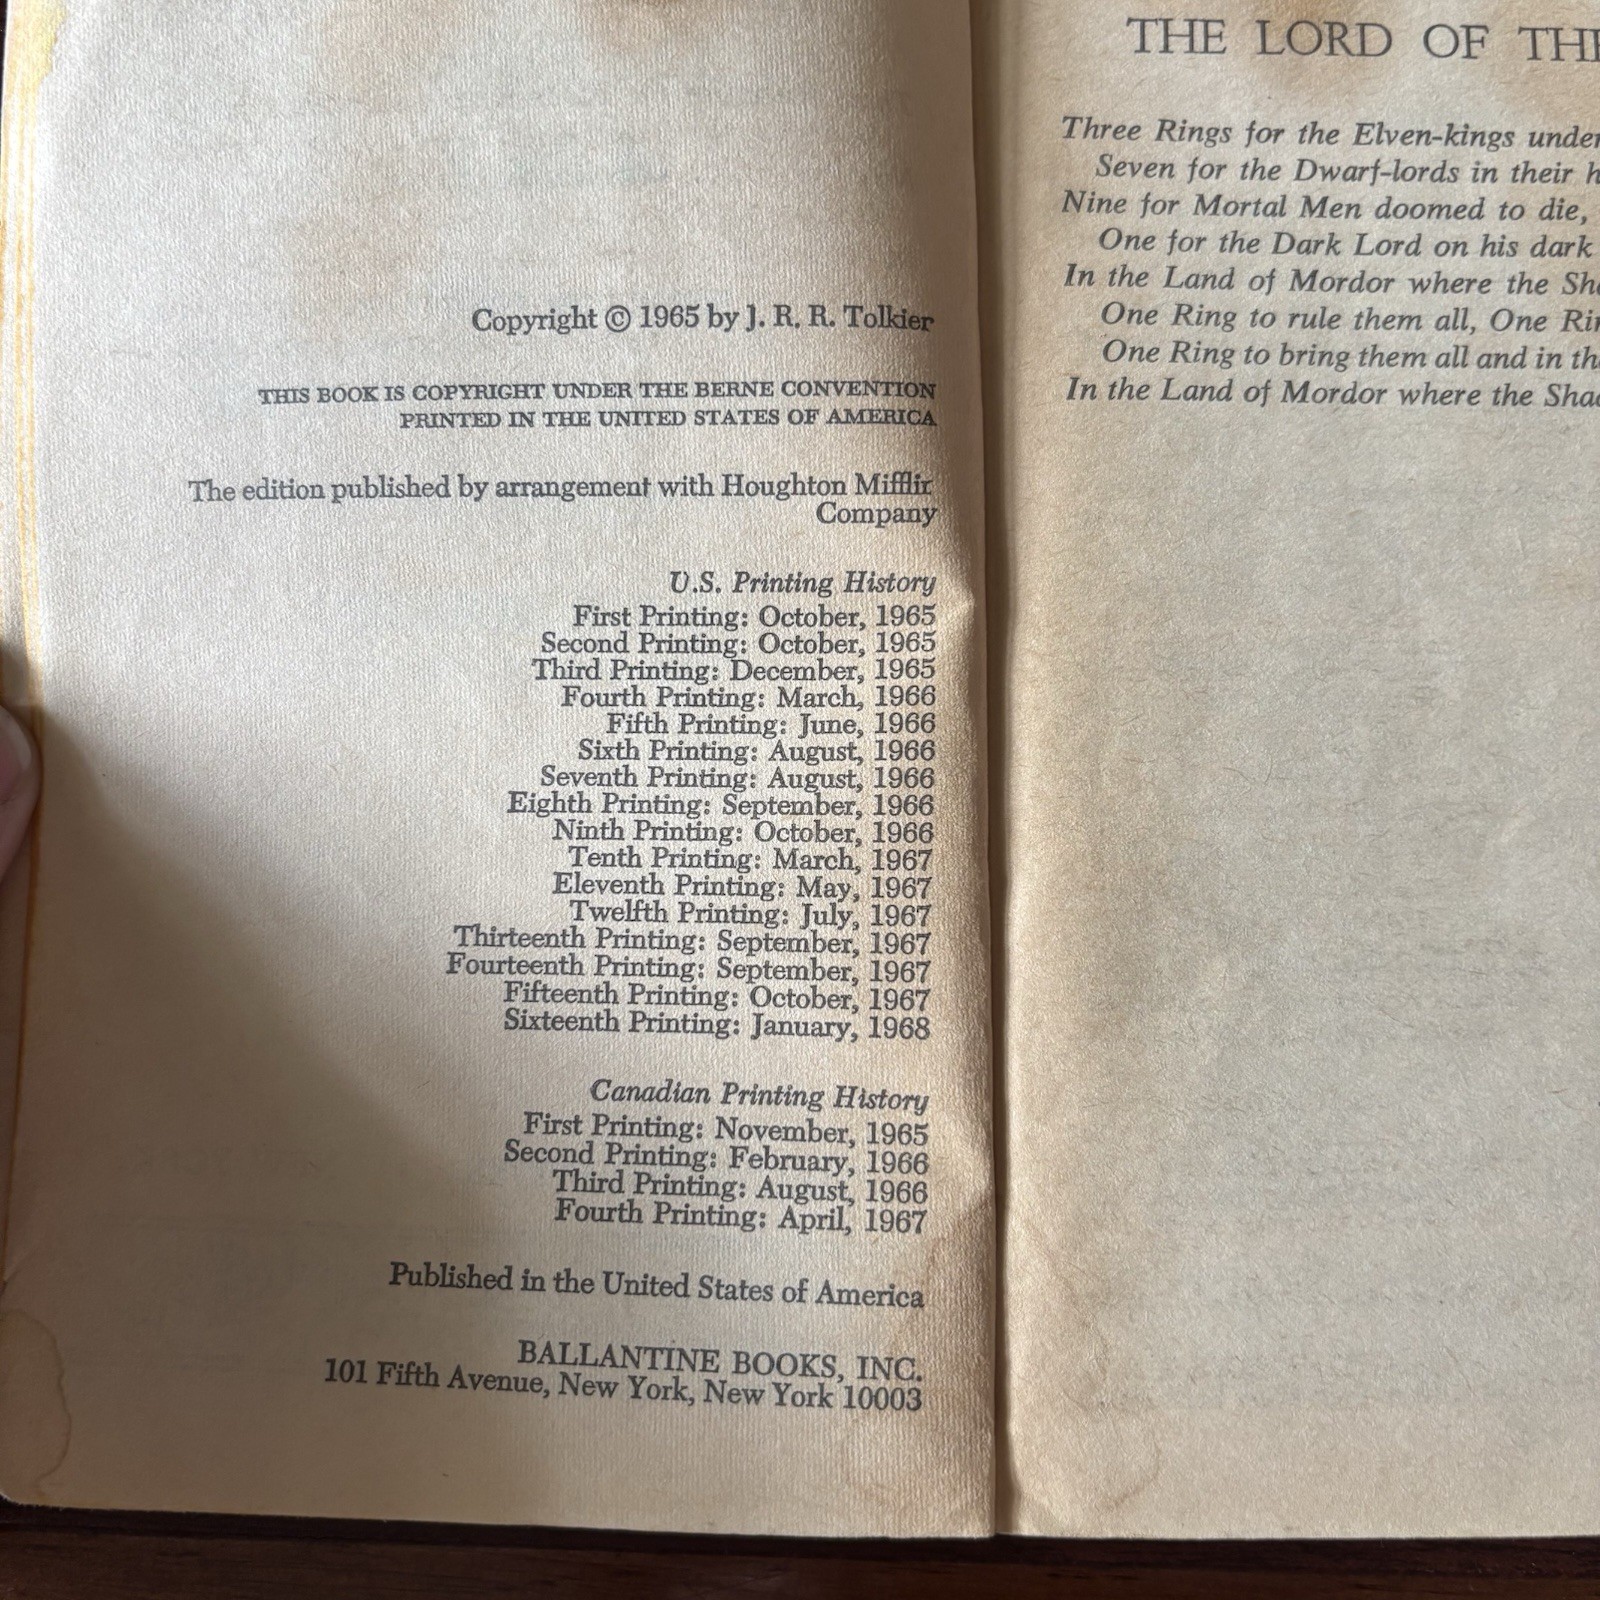 Copyright © 1965 by J. R. R. Tolkier
THIS BOOK IS COPYRIGHT UNDER THE BERNE CONVENTION
PRINTED IN THE UNITED STATES OF AMERICA
The edition published by arrangement with Houghton Mifflir
Company
U.S. Printing History
First Printing: October, 1965
Second Printing: October, 1965
Third Printing: December, 1965
Fourth Printing: March, 1966
Fifth Printing: June, 1966
Sixth Printing: August, 1966
Seventh Printing: August, 1966
Eighth Printing: September, 1966
Ninth Printing: October, 1966
Tenth Printing: March, 1967
Eleventh Printing: May, 1967
Twelfth Printing: July, 1967
Thirteenth Printing: September, 1967
Fourteenth Printing: September, 1967
Fifteenth Printing: October, 1967
Sixteenth Printing: January, 1968
Canadian Printing History
First Printing: November, 1965
Second Printing: February, 1966
Third Printing: August, 1966
Fourth Printing: April, 1967
Published in the United States of America
BALLANTINE BOOKS, INC.
101 Fifth Avenue, New York, New York 10003
THE LORD OF THE
Three Rings for the Elven-kings under
Seven for the Dwarf-lords in their h
Nine for Mortal Men doomed to die,
One for the Dark Lord on his dark
In the Land of Mordor where the Sha
One Ring to rule them all, One Rin
One Ring to bring them all and in th
In the Land of Mordor where the Shad